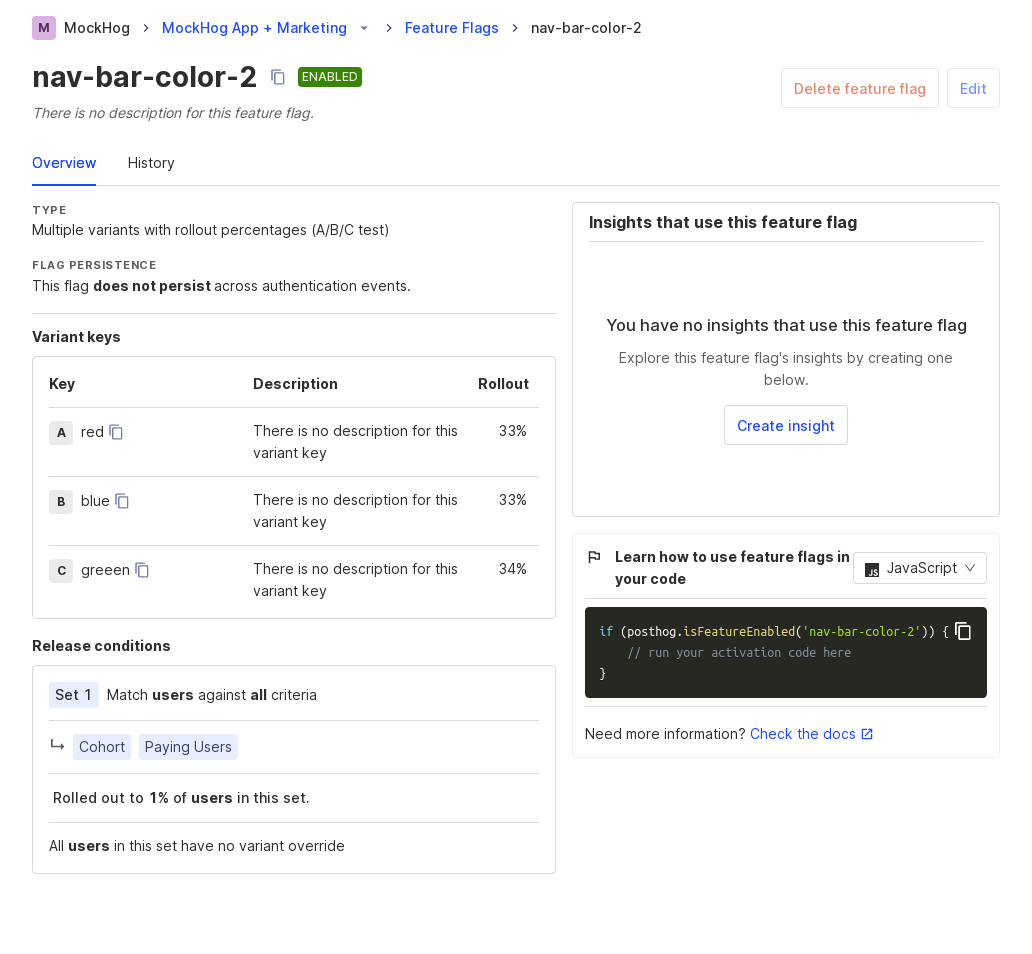 M MockHog > MockHog App + Marketing > Feature Flags > nav-bar-color-2
nav-bar-color-2 ENABLED
Delete feature flag Edit
There is no description for this feature flag.
Overview History
TYPE
Multiple variants with rollout percentages (A/B/C test)
FLAG PERSISTENCE
This flag does not persist across authentication events.
Variant keys
Key Description Rollout
A red There is no description for this 33%
variant key
B blue There is no description for this 33%
variant key
C greeen There is no description for this 34%
variant key
Release conditions
Set 1 Match users against all criteria
Cohort Paying Users
Rolled out to 1% of users in this set.
All users in this set have no variant override
Insights that use this feature flag
You have no insights that use this feature flag
Explore this feature flag's insights by creating one
below.
Create insight
Learn how to use feature flags in
your code
JS JavaScript
if (posthog.isFeatureEnabled('nav-bar-color-2')) {
// run your activation code here
}
Need more information? Check the docs